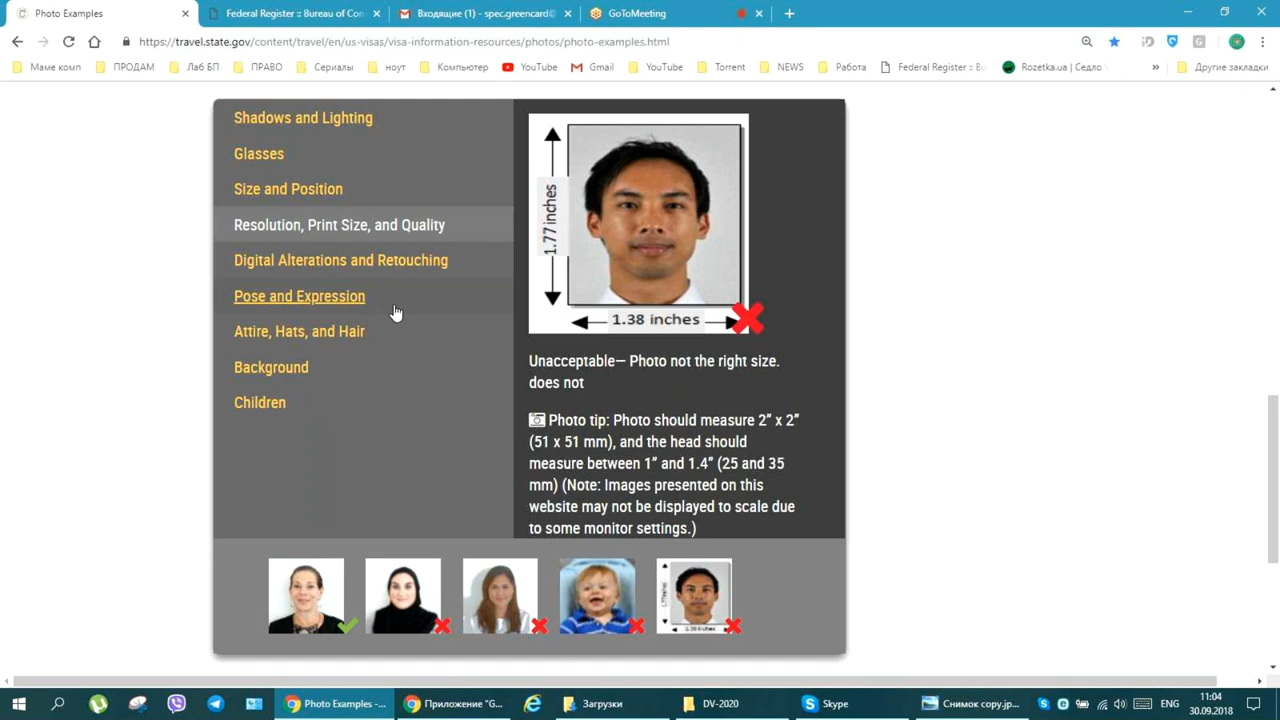 Photo Examples
Federal Register :: Bureau of Con
Входящие (1) - spec.greencard@
GoToMeeting
https://travel.state.gov/content/travel/en/us-visas/visa-information-resources/photos/photo-examples.html
Маме комп
ПРОДАМ
Лаб БП
ПРАВО
Сериалы
ноут
Компьютер
YouTube
Gmail
YouTube
Torrent
NEWS
Работа
Federal Register :: Bu
Rozetka.ua | Седло
»
Другие закладки
Shadows and Lighting
Glasses
Size and Position
Resolution, Print Size, and Quality
Digital Alterations and Retouching
Pose and Expression
Attire, Hats, and Hair
Background
Children
1.77 inches
1.38 inches
Unacceptable— Photo not the right size.
does not
Photo tip: Photo should measure 2” x 2”
(51 x 51 mm), and the head should
measure between 1” and 1.4” (25 and 35
mm) (Note: Images presented on this
website may not be displayed to scale due
to some monitor settings.)
1.38 inches
Photo Examples -...
Приложение "G...
Загрузки
DV-2020
Skype
Снимок copy.jp...
ENG
11:04
30.09.2018